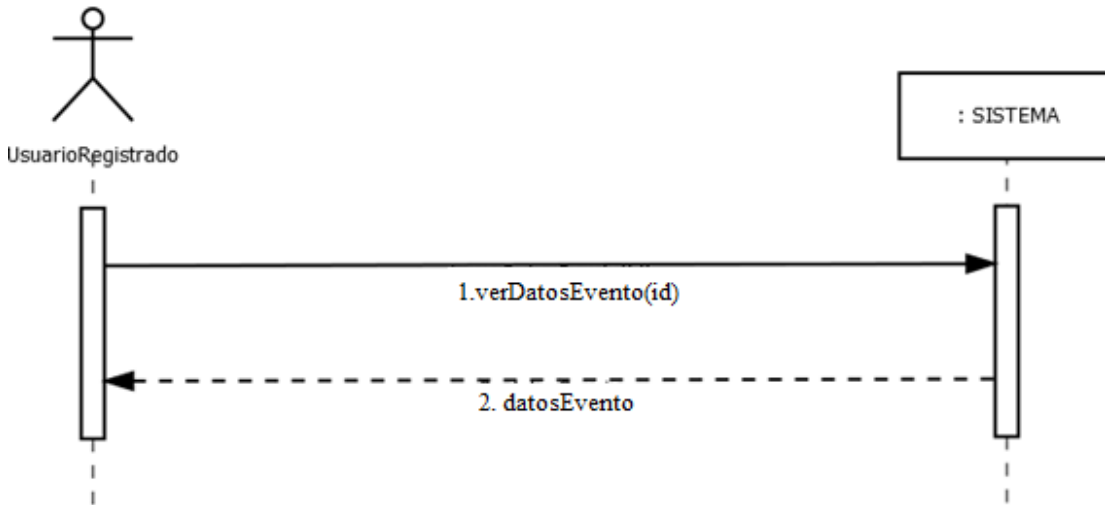 : SISTEMA
UsuarioRegistrado
1.verDatosEvento(id)
2. datosEvento